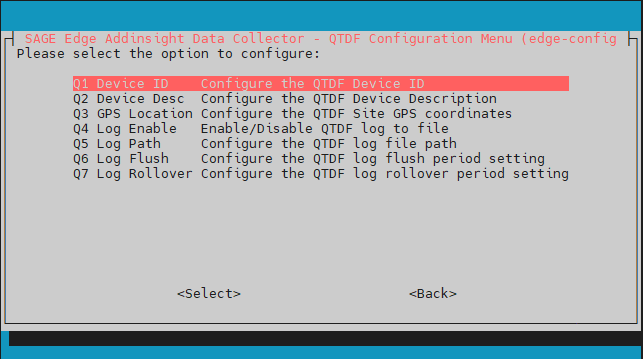 SAGE Edge Addinsight Data Collector - QTDF Configuration Menu (edge-config
Please select the option to configure:
Q1 Device ID Configure the QTDF Device ID
Q2 Device Desc Configure the QTDF Device Description
Q3 GPS Location Configure the QTDF Site GPS coordinates
Q4 Log Enable Enable/Disable QTDF log to file
Q5 Log Path Configure the QTDF log file path
Q6 Log Flush Configure the QTDF log flush period setting
Q7 Log Rollover Configure the QTDF log rollover period setting
<Select> <Back>